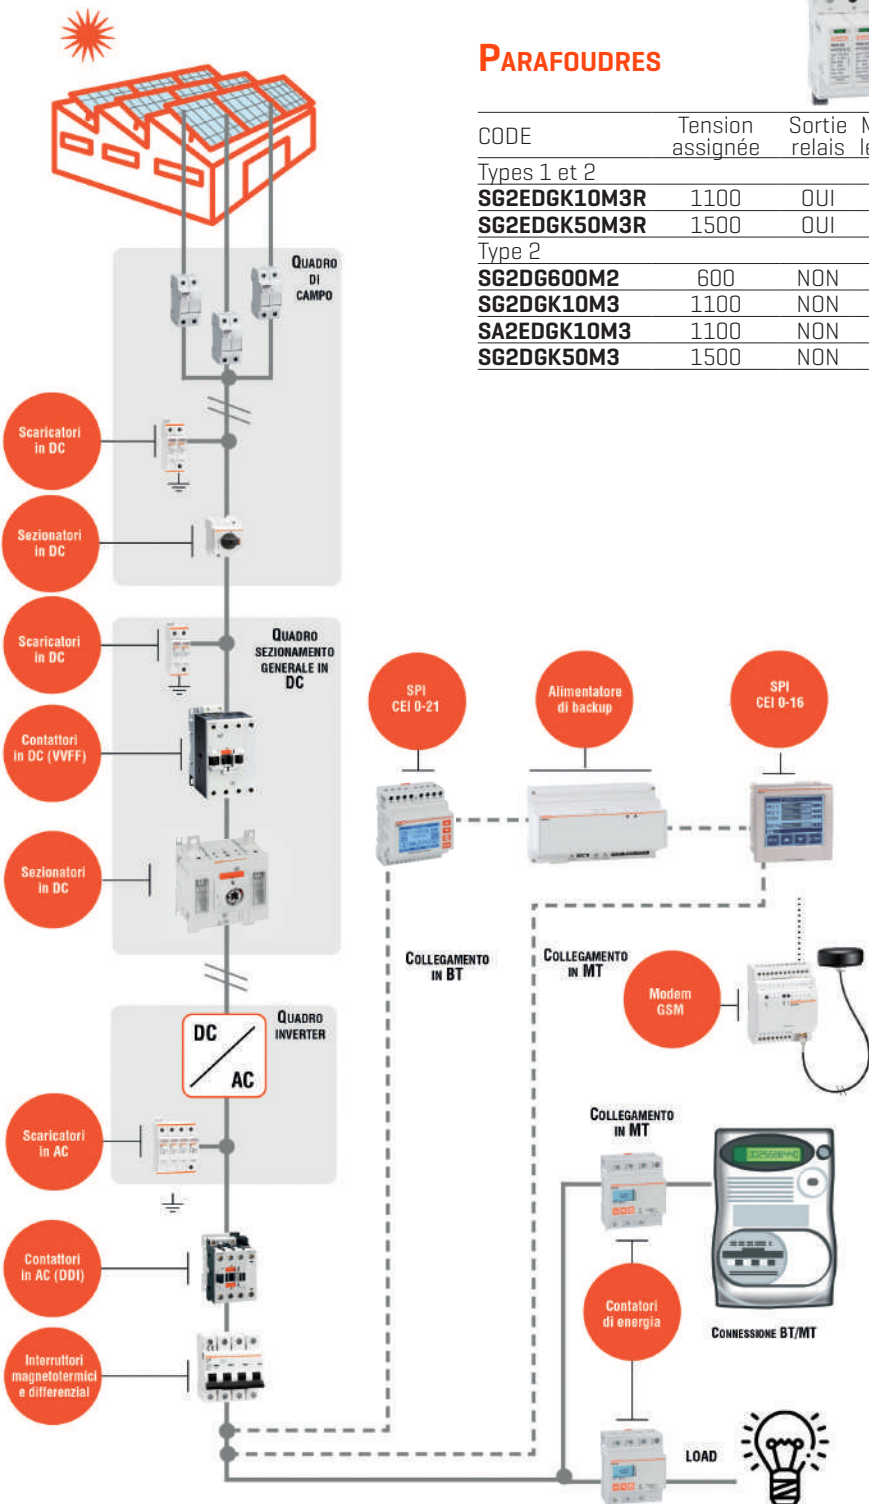 PARAFOUDRES
CODE Tension assignée Sortie relais
Types 1 et 2
SG2EDGK10M3R 1100 OUI
SG2EDGK50M3R 1500 OUI
Type 2
SG2DG600M2 600 NON
SG2DGK10M3 1100 NON
SA2EDGK10M3 1100 NON
SG2DGK50M3 1500 NON
QUADRO
DI
CAMPO
Scaricatori
in DC
Sezionatori
in DC
Scaricatori
in DC
QUADRO
SEZIONAMENTO
GENERALE IN
DC
Contattori
in DC (VVFF)
Sezionatori
in DC
SPI
CEI 0-21
Alimentatore
di backup
SPI
CEI 0-16
COLLEGAMENTO
IN BT
COLLEGAMENTO
IN MT
Modem
GSM
QUADRO
INVERTER
DC
AC
Scaricatori
in AC
COLLEGAMENTO
IN MT
Contattori
in AC (DDI)
Contatori
di energia
CONNESSIONE BT/MT
Interruttori
magnetotermici
e differenzial
LOAD